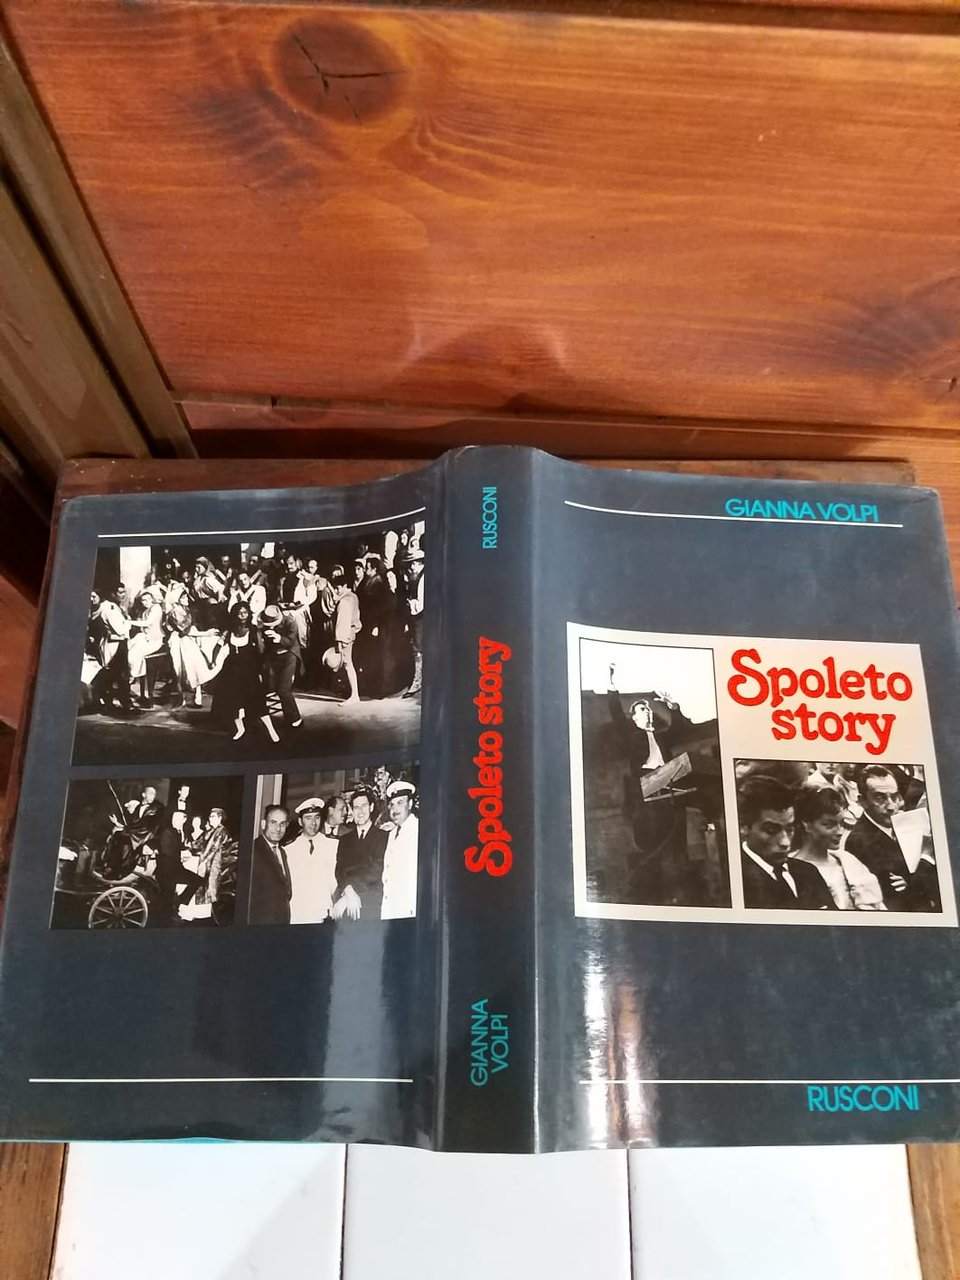 RUSCONI
Spoleto story
GIANNA
VOLPI
GIANNA VOLPI
Spoleto
story
RUSCONI